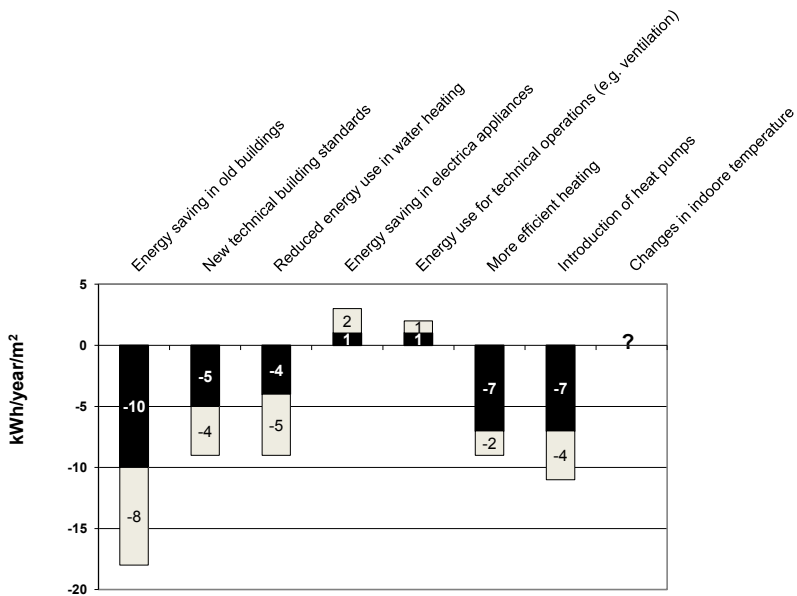 Energy saving in old buildings
New technical building standards
Reduced energy use in water heating
Energy saving in electrica appliances
Energy use for technical operations (e.g. ventilation)
More efficient heating
Introduction of heat pumps
Changes in indoore temperature
kWh/year/m²
5
0
-5
-10
-15
-20
-10
-8
-5
-4
-4
-5
2
1
1
1
-7
-2
-7
-4
?